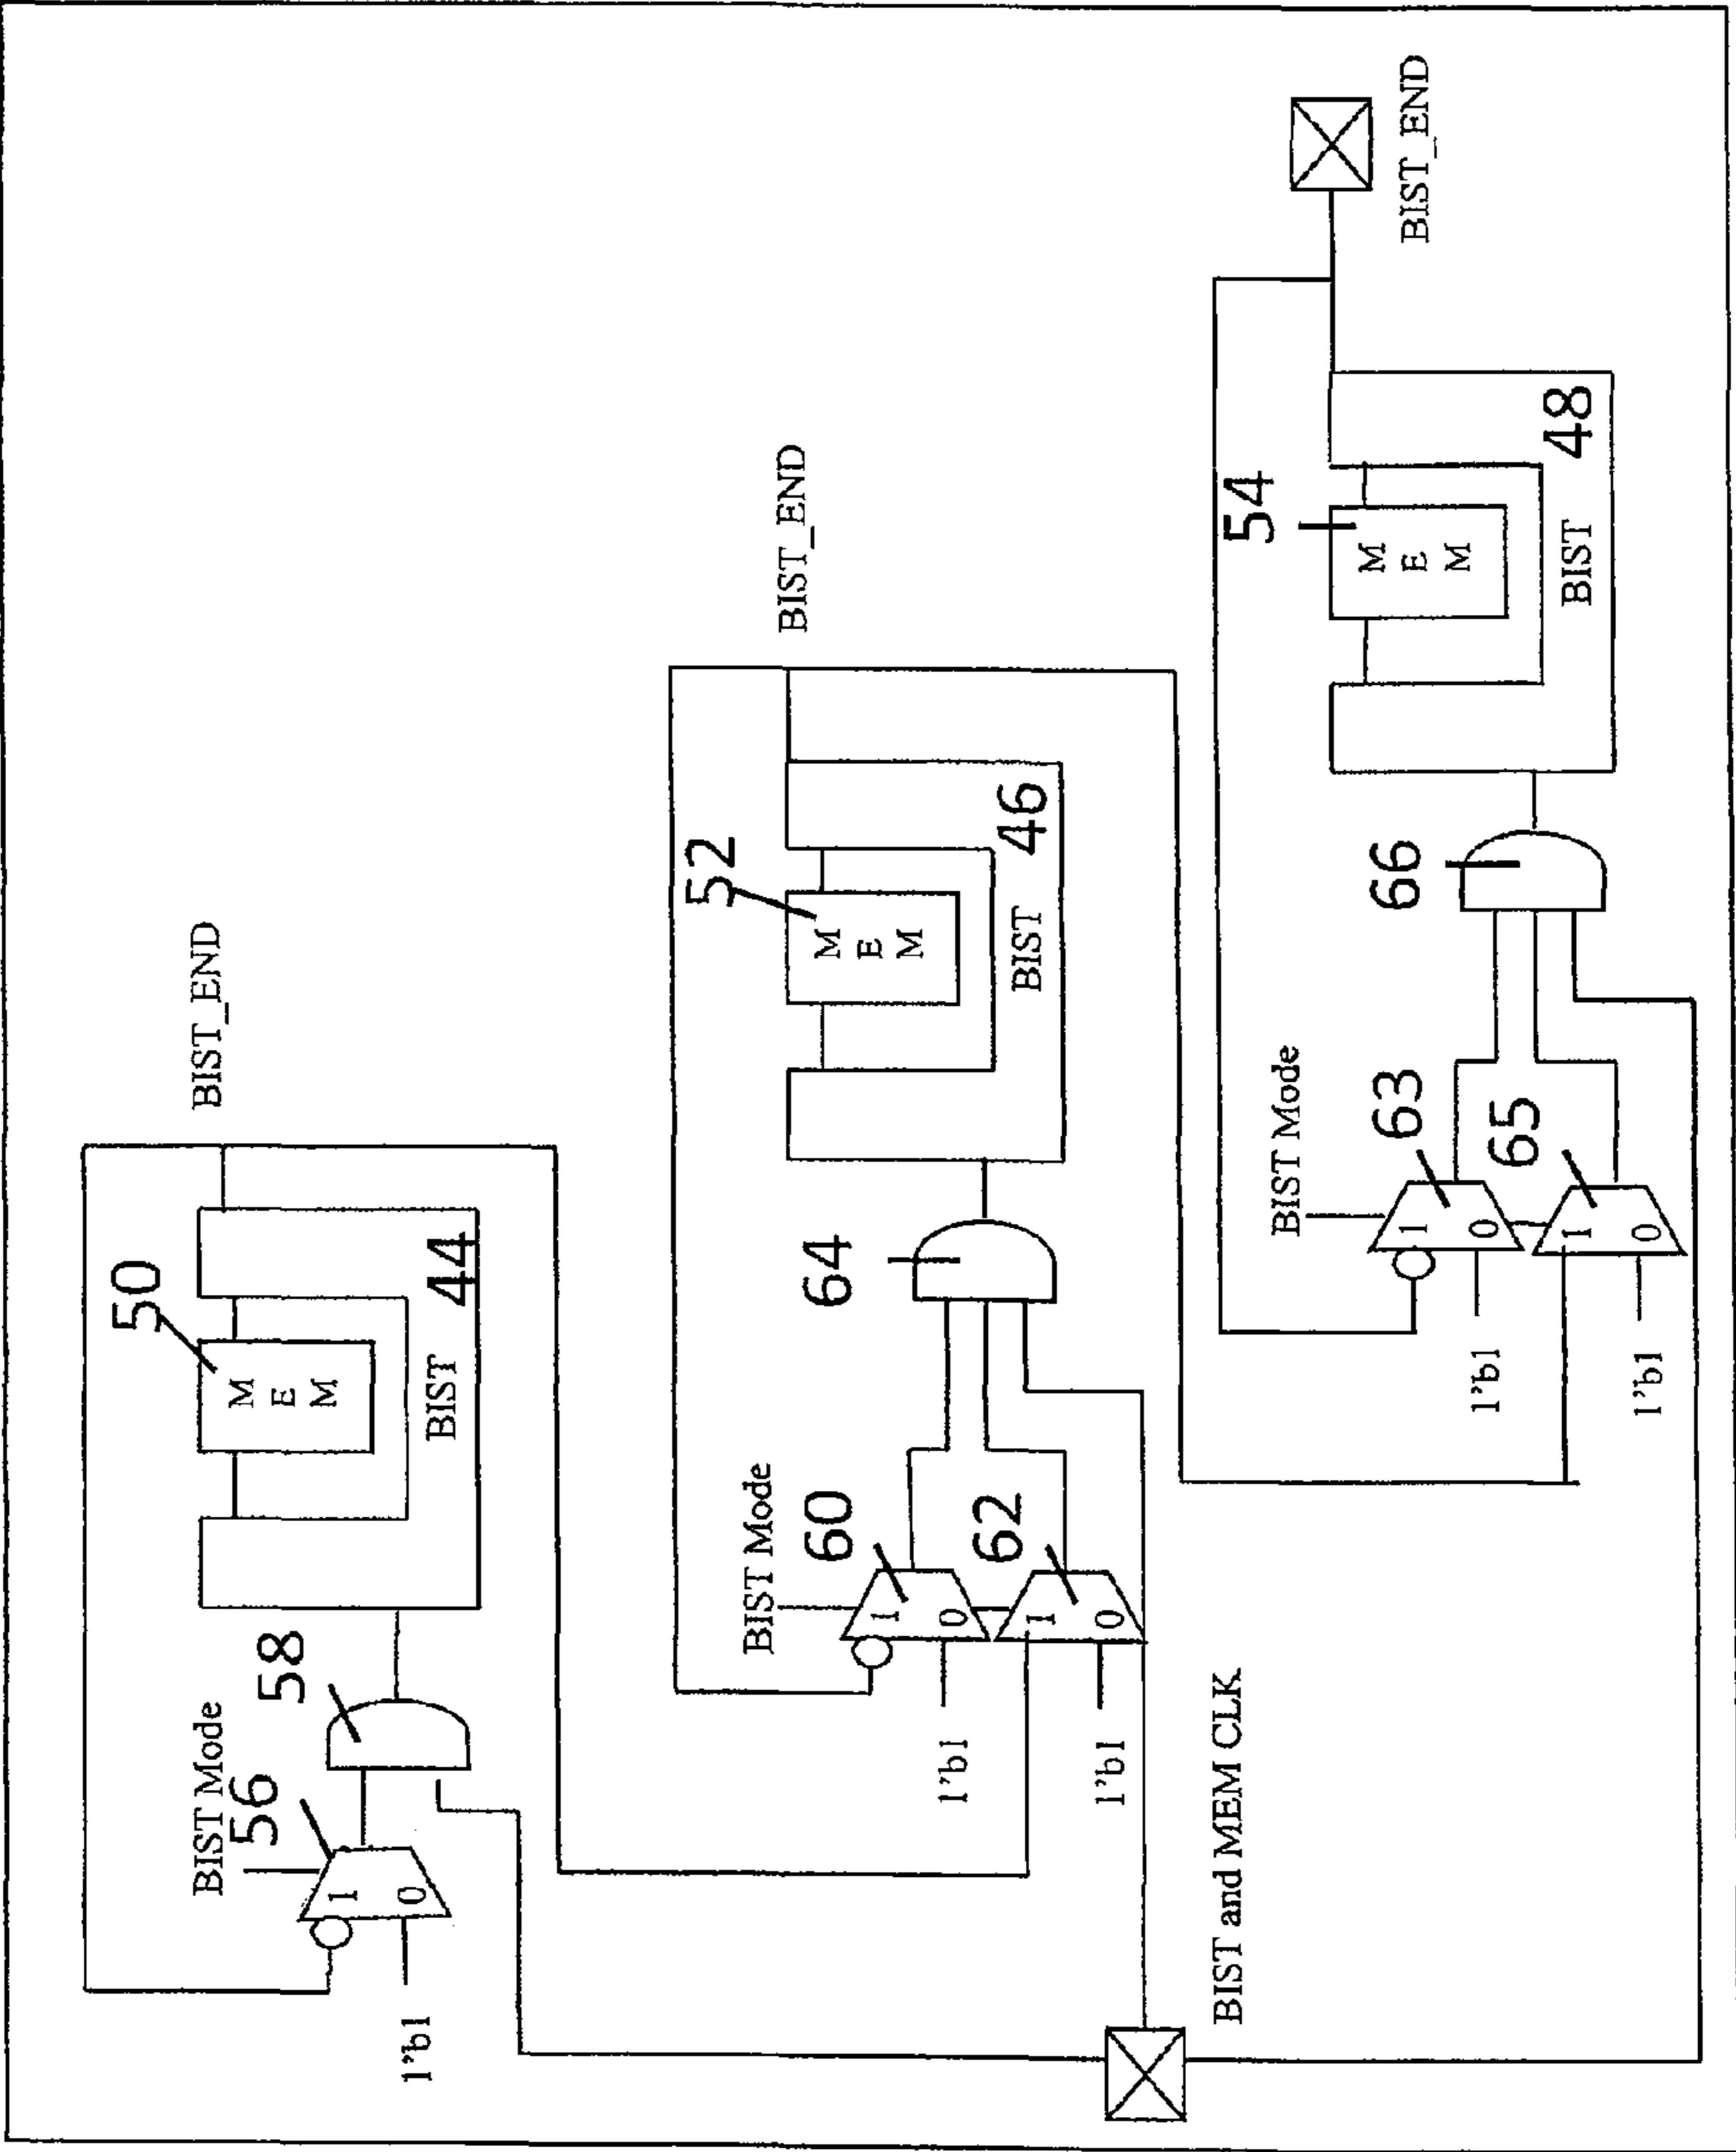 BIST_END
50
M
E
M
BIST
44
BIST Mode
56
58
1'b1
BIST_END
52
M
E
M
BIST
46
BIST Mode
60
62
64
1'b1
1'b1
BIST and MEM CLK
BIST_END
54
M
E
M
BIST
48
BIST Mode
63
65
66
1'b1
1'b1
1
0
1
0
1
0
1
0
1
0